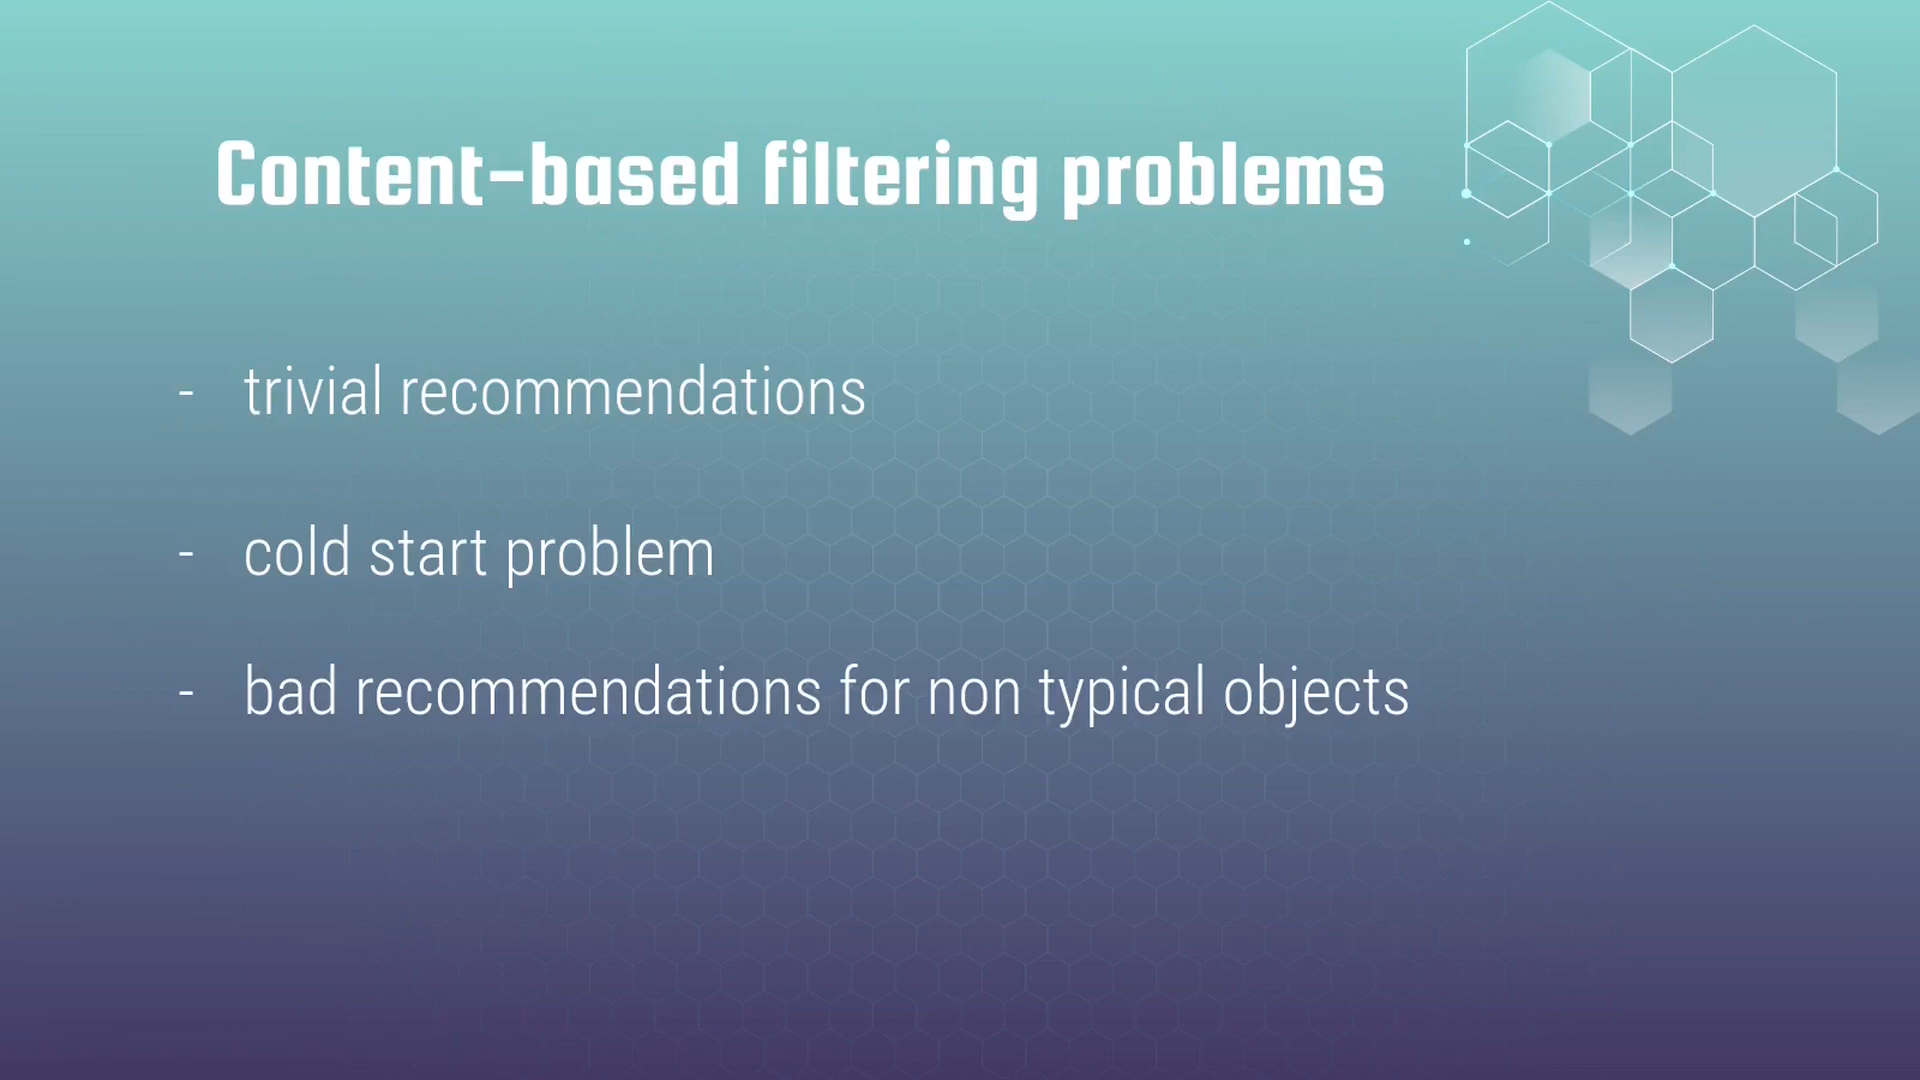 Content-based filtering problems
- trivial recommendations
- cold start problem
- bad recommendations for non typical objects